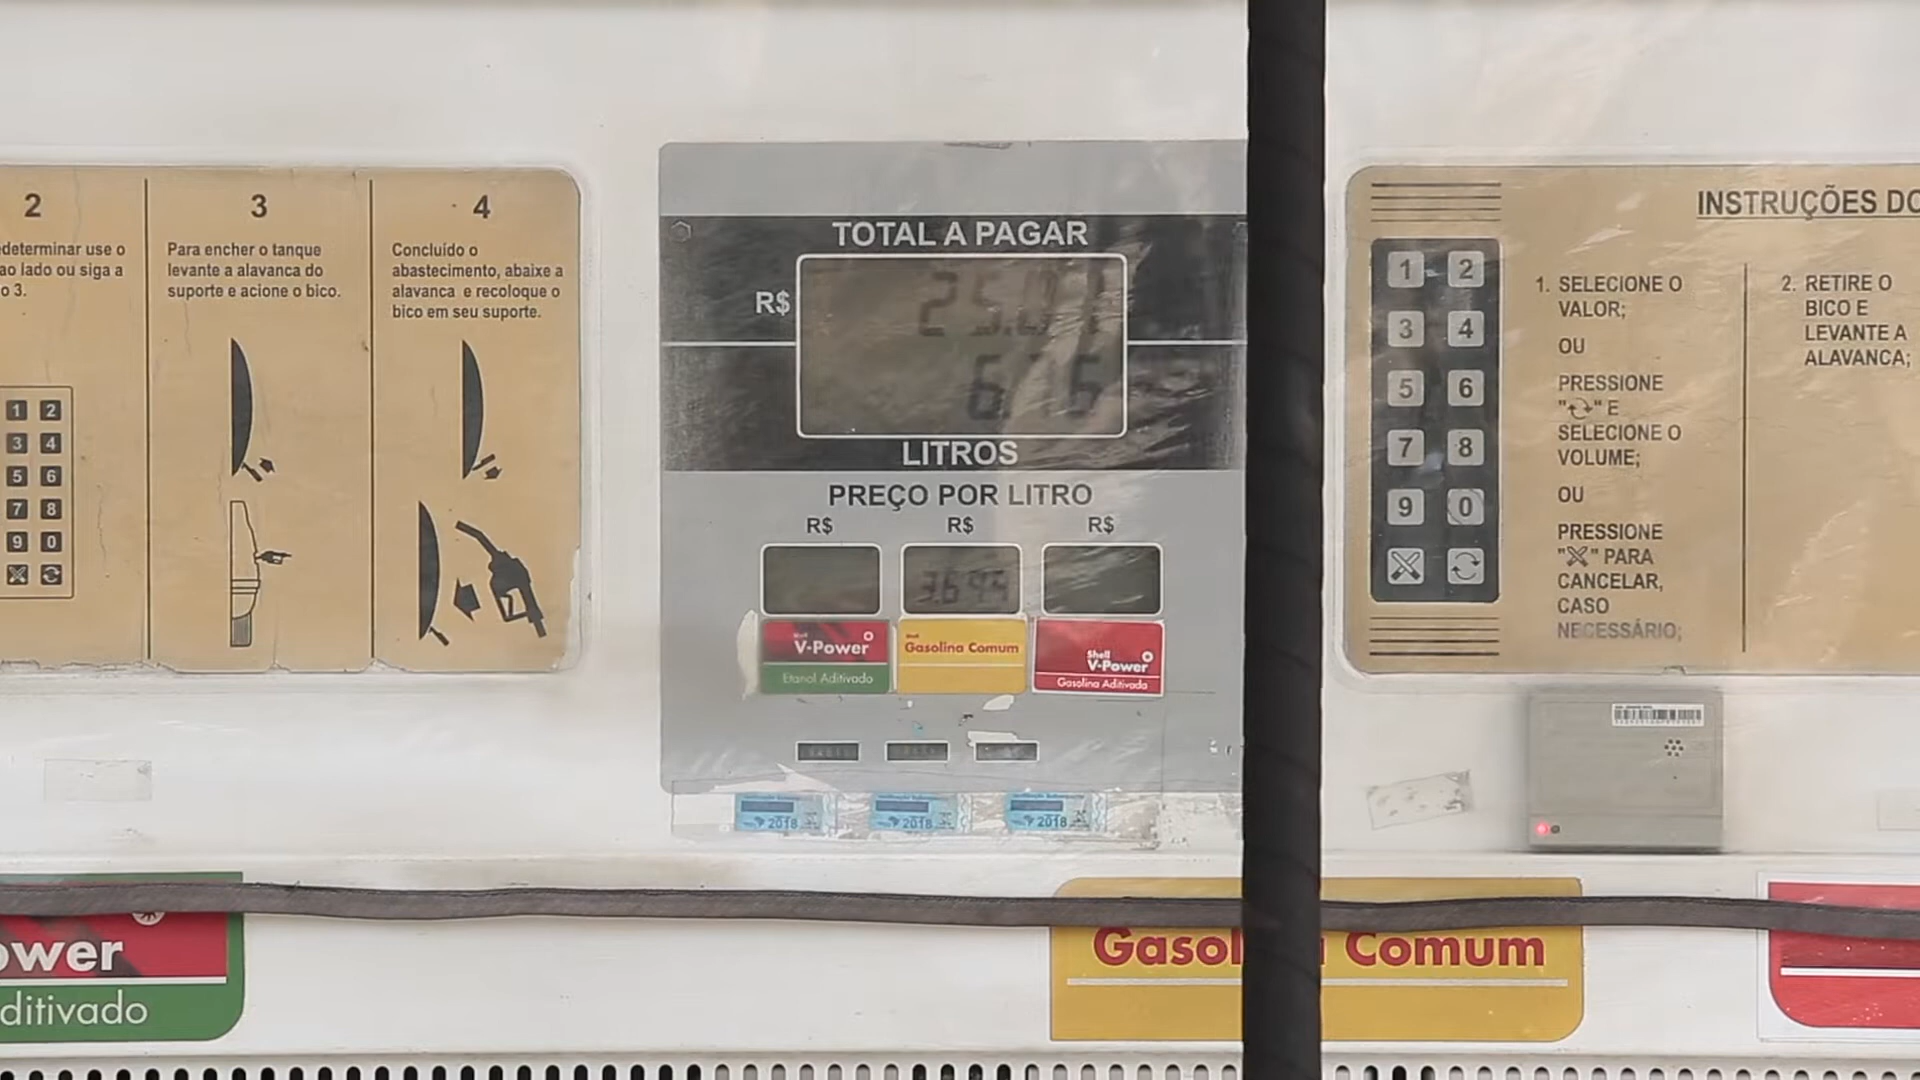 2
edeterminar use o
ao lado ou siga a
o 3.
1 2
3 4
5 6
7 8
9 0
3
Para encher o tanque
levante a alavanca do
suporte e acione o bico.
4
Concluído o
abastecimento, abaixe a
alavanca e recoloque o
bico em seu suporte.
TOTAL A PAGAR
R$
LITROS
PREÇO POR LITRO
R$ R$ R$
Shell
V-Power
Etanol Aditivado
Shell
Gasolina Comum
Shell
V-Power
Gasolina Aditivada
2018
2018
2018
INSTRUÇÕES DO
1 2
3 4
5 6
7 8
9 0
1. SELECIONE O
VALOR;
OU
PRESSIONE
"" E
SELECIONE O
VOLUME;
OU
PRESSIONE
"" PARA
CANCELAR,
CASO
NECESSÁRIO;
2. RETIRE O
BICO E
LEVANTE A
ALAVANCA;
ower
ditivado
Gasol a Comum